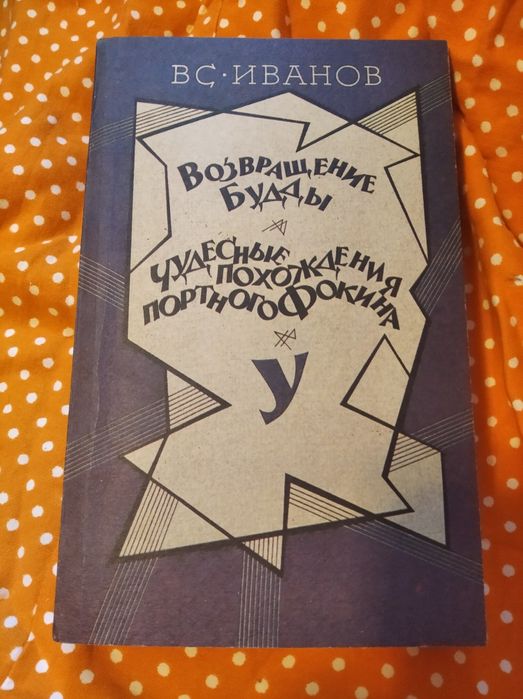 ВС·ИВАНОВ
ВОЗВРАЩЕНИЕ
БУДДЫ
ЧУДЕСНЫЕ
ПОХОЖДЕНИЯ
ПОРТНОГО ФОКИНА
У